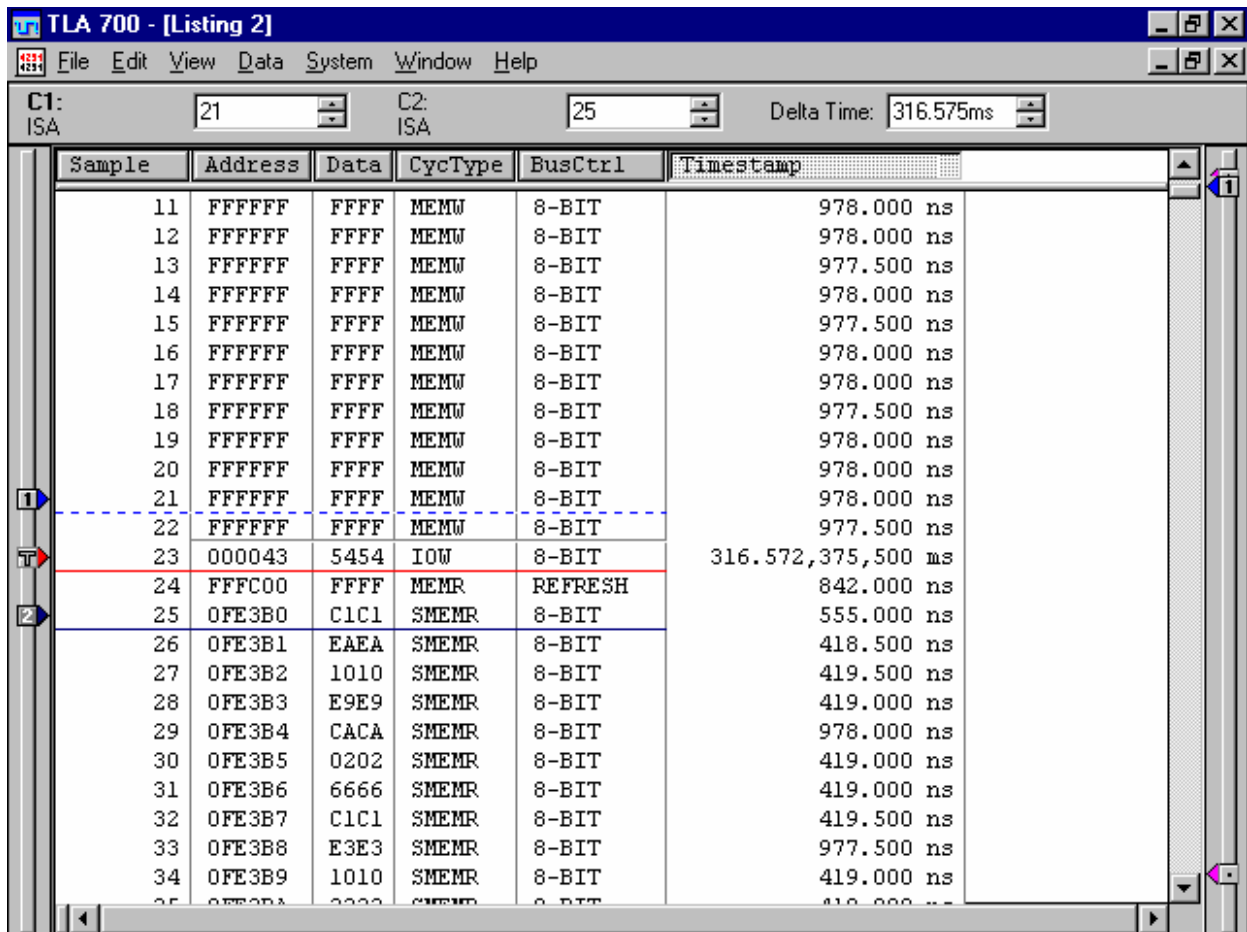 TLA 700 - [Listing 2]
File Edit View Data System Window Help
C1: ISA 21 C2: ISA 25 Delta Time: 316.575ms
Sample Address Data CycType BusCtrl Timestamp
11 FFFFFF FFFF MEMW 8-BIT 978.000 ns
12 FFFFFF FFFF MEMW 8-BIT 978.000 ns
13 FFFFFF FFFF MEMW 8-BIT 977.500 ns
14 FFFFFF FFFF MEMW 8-BIT 978.000 ns
15 FFFFFF FFFF MEMW 8-BIT 977.500 ns
16 FFFFFF FFFF MEMW 8-BIT 978.000 ns
17 FFFFFF FFFF MEMW 8-BIT 978.000 ns
18 FFFFFF FFFF MEMW 8-BIT 977.500 ns
19 FFFFFF FFFF MEMW 8-BIT 978.000 ns
20 FFFFFF FFFF MEMW 8-BIT 978.000 ns
1 21 FFFFFF FFFF MEMW 8-BIT 978.000 ns
22 FFFFFF FFFF MEMW 8-BIT 977.500 ns
T 23 000043 5454 IOW 8-BIT 316.572,375,500 ms
24 FFFC00 FFFF MEMR REFRESH 842.000 ns
2 25 0FE3B0 C1C1 SMEMR 8-BIT 555.000 ns
26 0FE3B1 EAEA SMEMR 8-BIT 418.500 ns
27 0FE3B2 1010 SMEMR 8-BIT 419.500 ns
28 0FE3B3 E9E9 SMEMR 8-BIT 419.000 ns
29 0FE3B4 CACA SMEMR 8-BIT 978.000 ns
30 0FE3B5 0202 SMEMR 8-BIT 419.000 ns
31 0FE3B6 6666 SMEMR 8-BIT 419.000 ns
32 0FE3B7 C1C1 SMEMR 8-BIT 419.500 ns
33 0FE3B8 E3E3 SMEMR 8-BIT 977.500 ns
34 0FE3B9 1010 SMEMR 8-BIT 419.000 ns
1